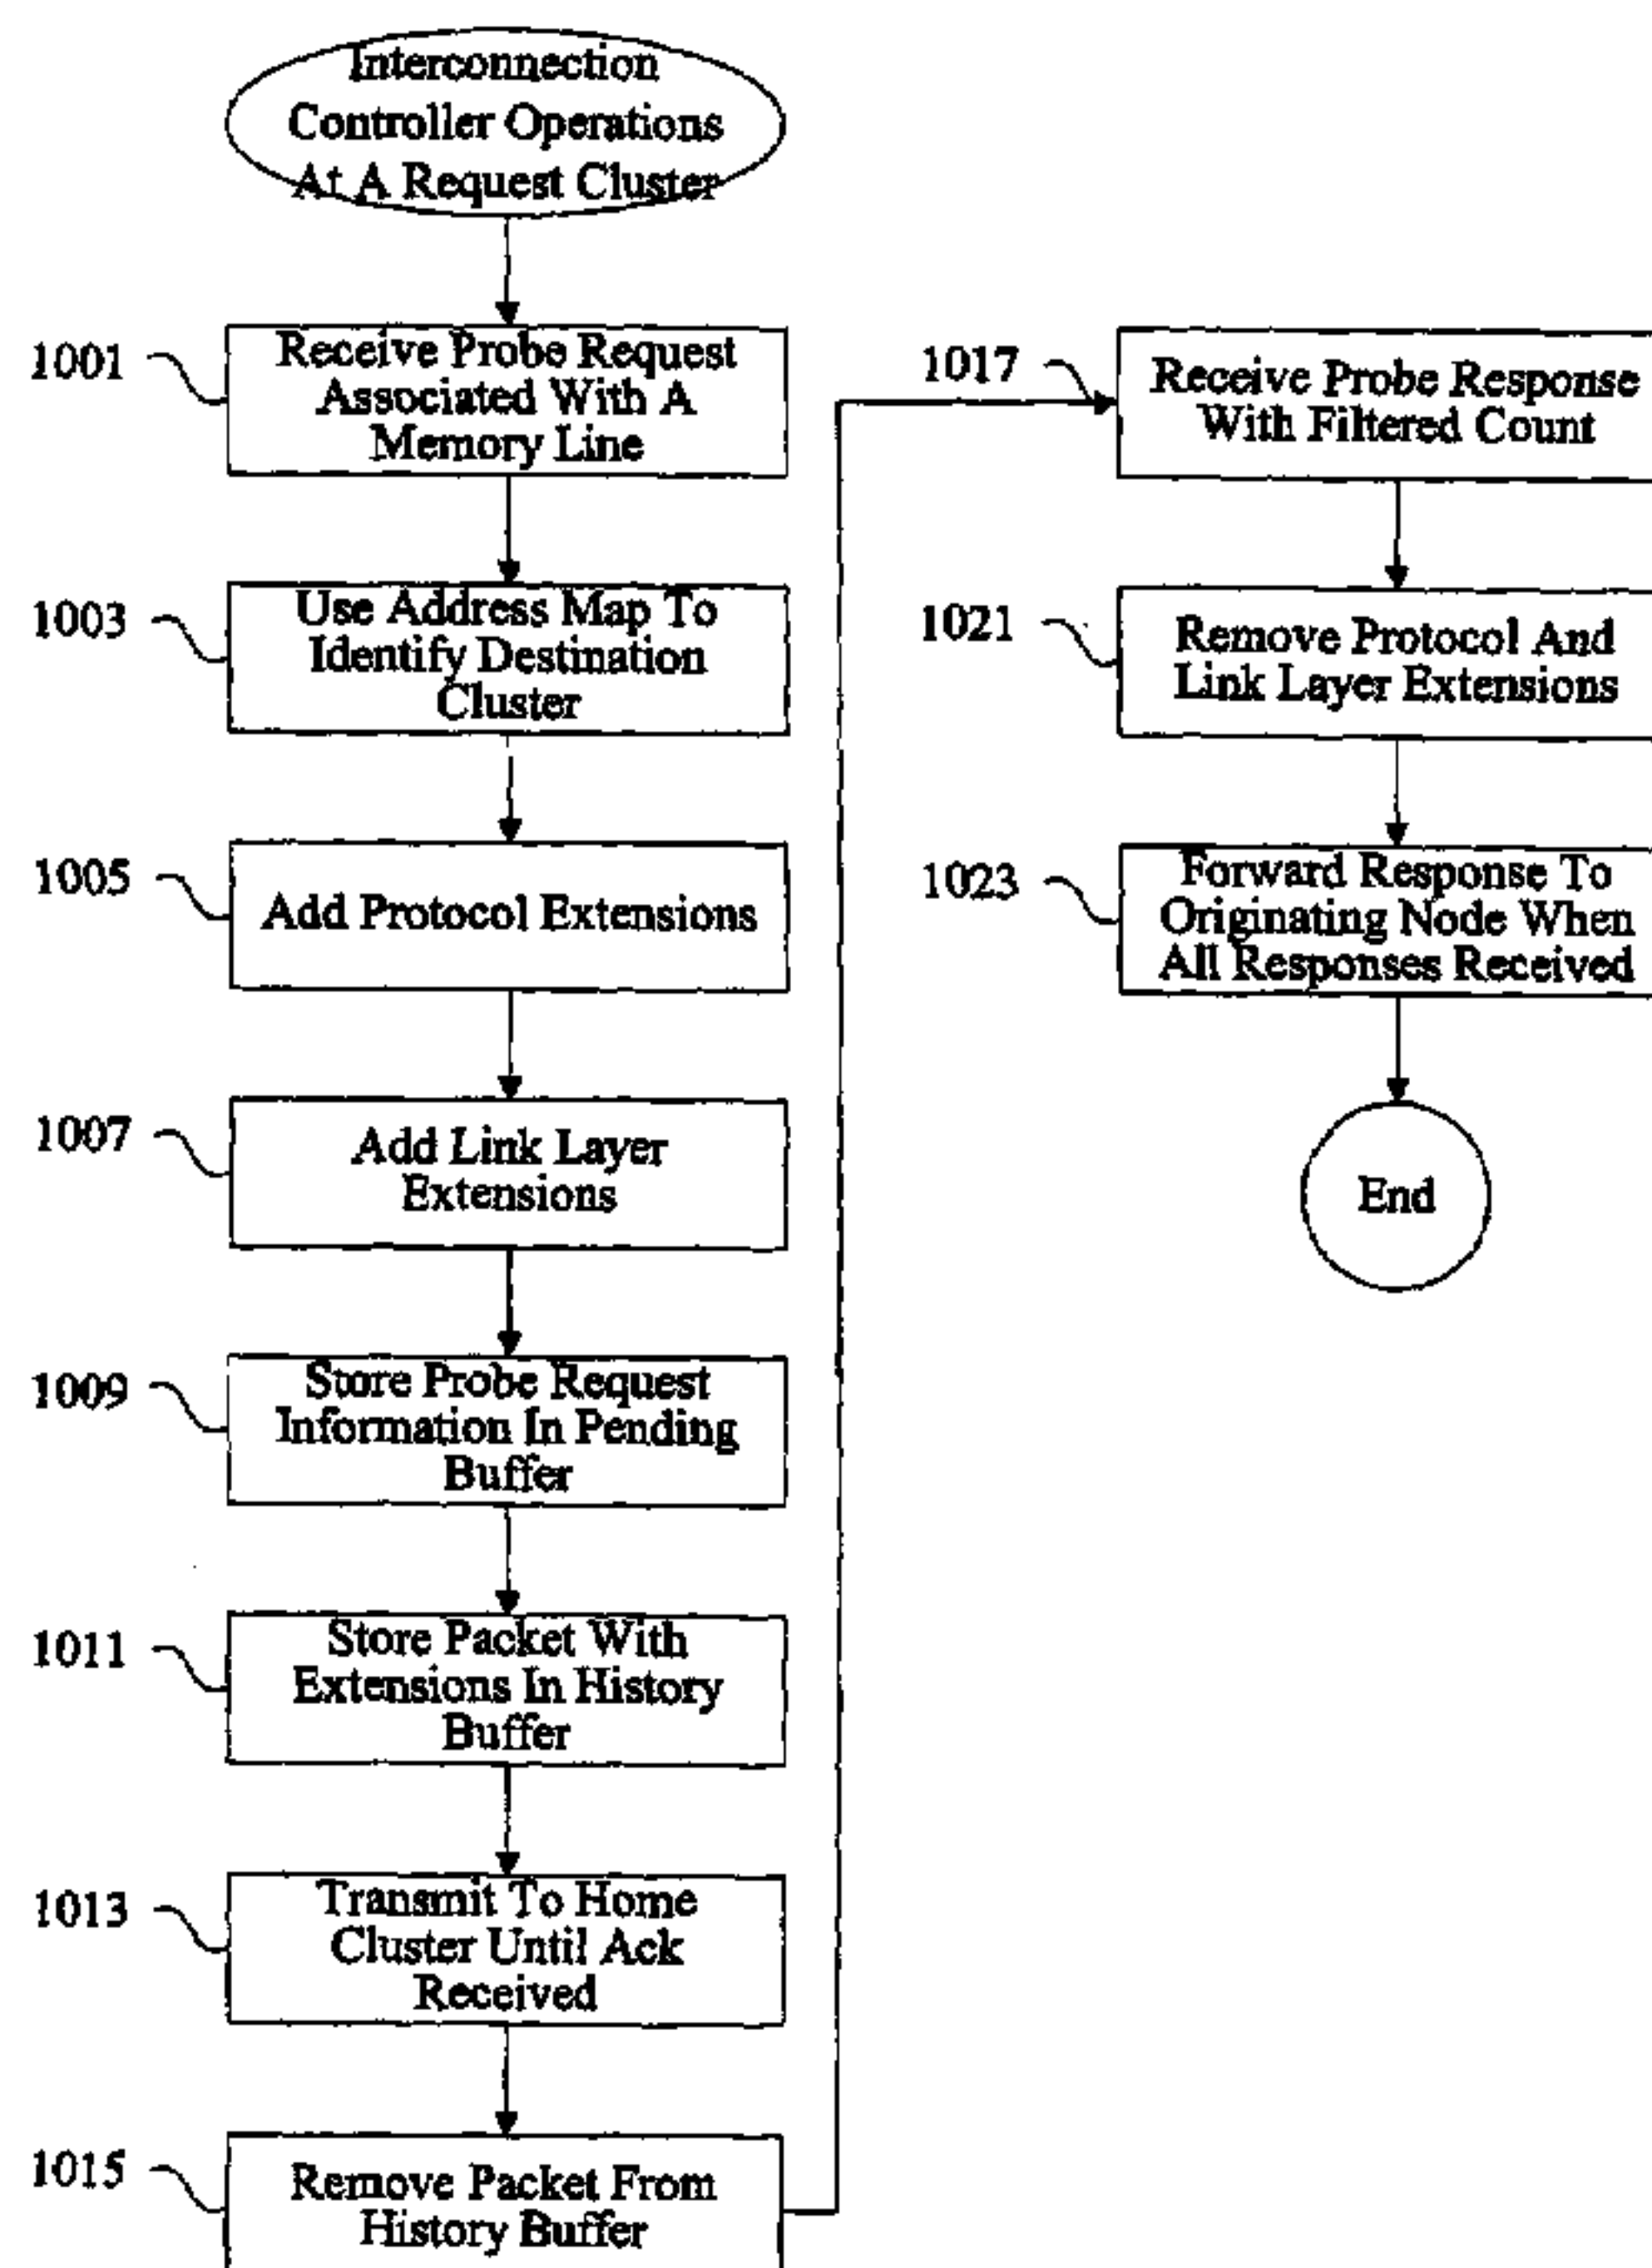 Interconnection
Controller Operations
At A Request Cluster
1001
Receive Probe Request
Associated With A
Memory Line
1003
Use Address Map To
Identify Destination
Cluster
1005
Add Protocol Extensions
1007
Add Link Layer
Extensions
1009
Store Probe Request
Information In Pending
Buffer
1011
Store Packet With
Extensions In History
Buffer
1013
Transmit To Home
Cluster Until Ack
Received
1015
Remove Packet From
History Buffer
1017
Receive Probe Response
With Filtered Count
1021
Remove Protocol And
Link Layer Extensions
1023
Forward Response To
Originating Node When
All Responses Received
End